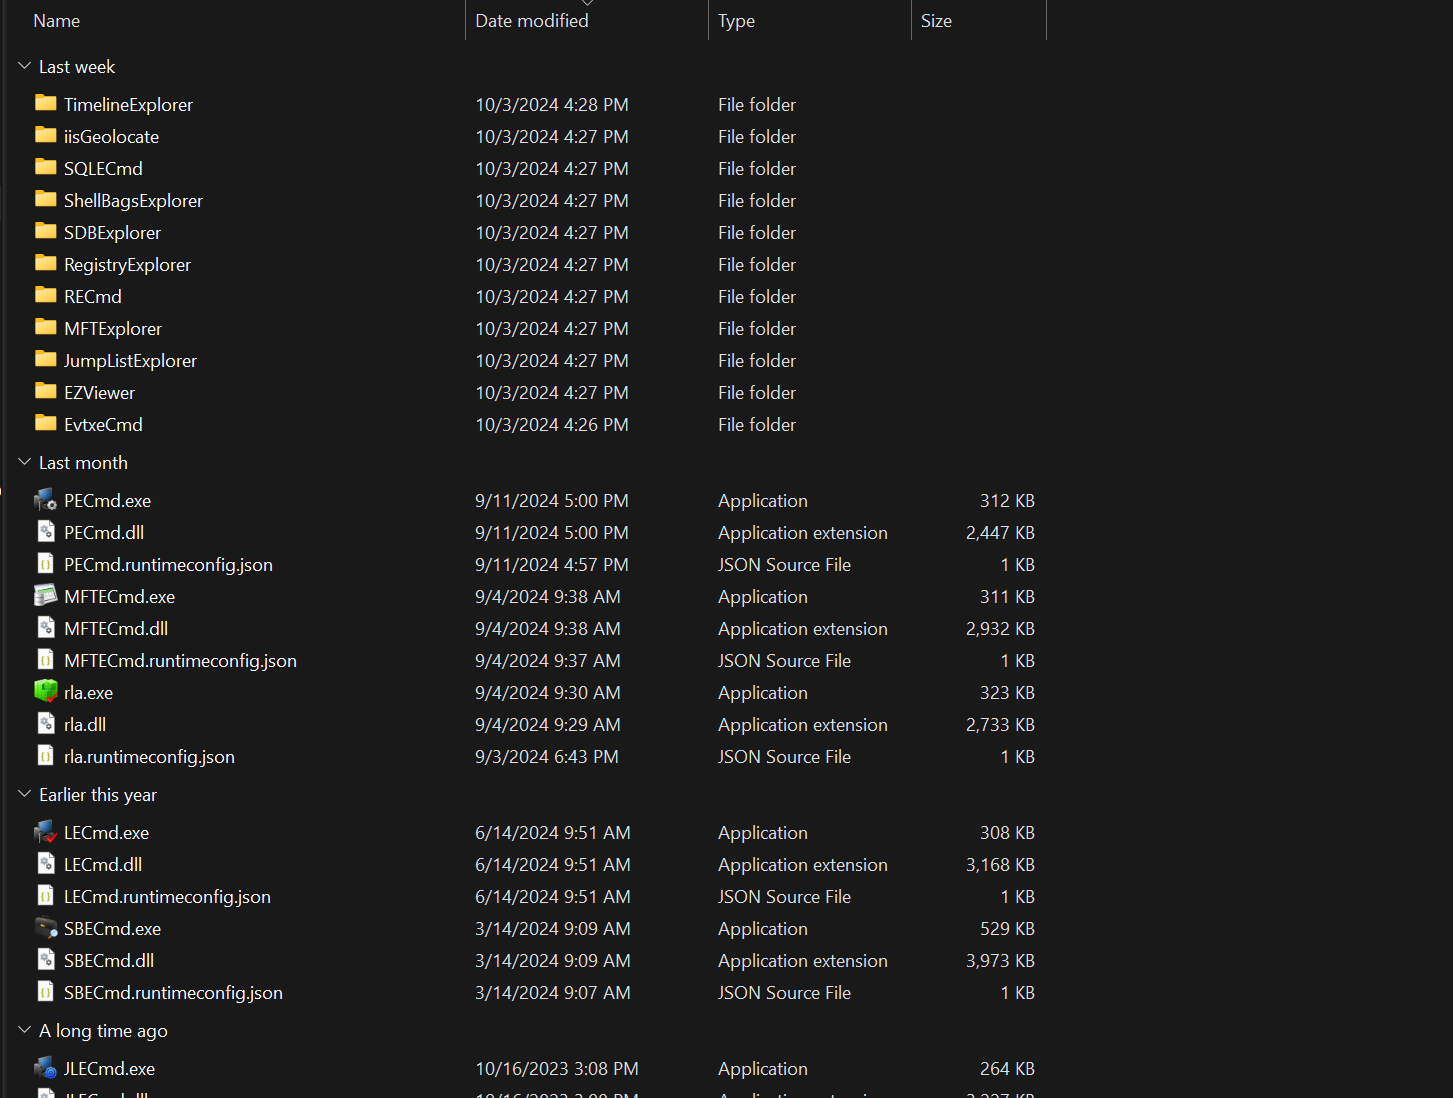 Name Date modified Type Size
Last week
TimelineExplorer 10/3/2024 4:28 PM File folder
iisGeolocate 10/3/2024 4:27 PM File folder
SQLECmd 10/3/2024 4:27 PM File folder
ShellBagsExplorer 10/3/2024 4:27 PM File folder
SDBExplorer 10/3/2024 4:27 PM File folder
RegistryExplorer 10/3/2024 4:27 PM File folder
RECmd 10/3/2024 4:27 PM File folder
MFTExplorer 10/3/2024 4:27 PM File folder
JumpListExplorer 10/3/2024 4:27 PM File folder
EZViewer 10/3/2024 4:27 PM File folder
EvtxeCmd 10/3/2024 4:26 PM File folder
Last month
PECmd.exe 9/11/2024 5:00 PM Application 312 KB
PECmd.dll 9/11/2024 5:00 PM Application extension 2,447 KB
PECmd.runtimeconfig.json 9/11/2024 4:57 PM JSON Source File 1 KB
MFTECmd.exe 9/4/2024 9:38 AM Application 311 KB
MFTECmd.dll 9/4/2024 9:38 AM Application extension 2,932 KB
MFTECmd.runtimeconfig.json 9/4/2024 9:37 AM JSON Source File 1 KB
rla.exe 9/4/2024 9:30 AM Application 323 KB
rla.dll 9/4/2024 9:29 AM Application extension 2,733 KB
rla.runtimeconfig.json 9/3/2024 6:43 PM JSON Source File 1 KB
Earlier this year
LECmd.exe 6/14/2024 9:51 AM Application 308 KB
LECmd.dll 6/14/2024 9:51 AM Application extension 3,168 KB
LECmd.runtimeconfig.json 6/14/2024 9:51 AM JSON Source File 1 KB
SBECmd.exe 3/14/2024 9:09 AM Application 529 KB
SBECmd.dll 3/14/2024 9:09 AM Application extension 3,973 KB
SBECmd.runtimeconfig.json 3/14/2024 9:07 AM JSON Source File 1 KB
A long time ago
JLECmd.exe 10/16/2023 3:08 PM Application 264 KB